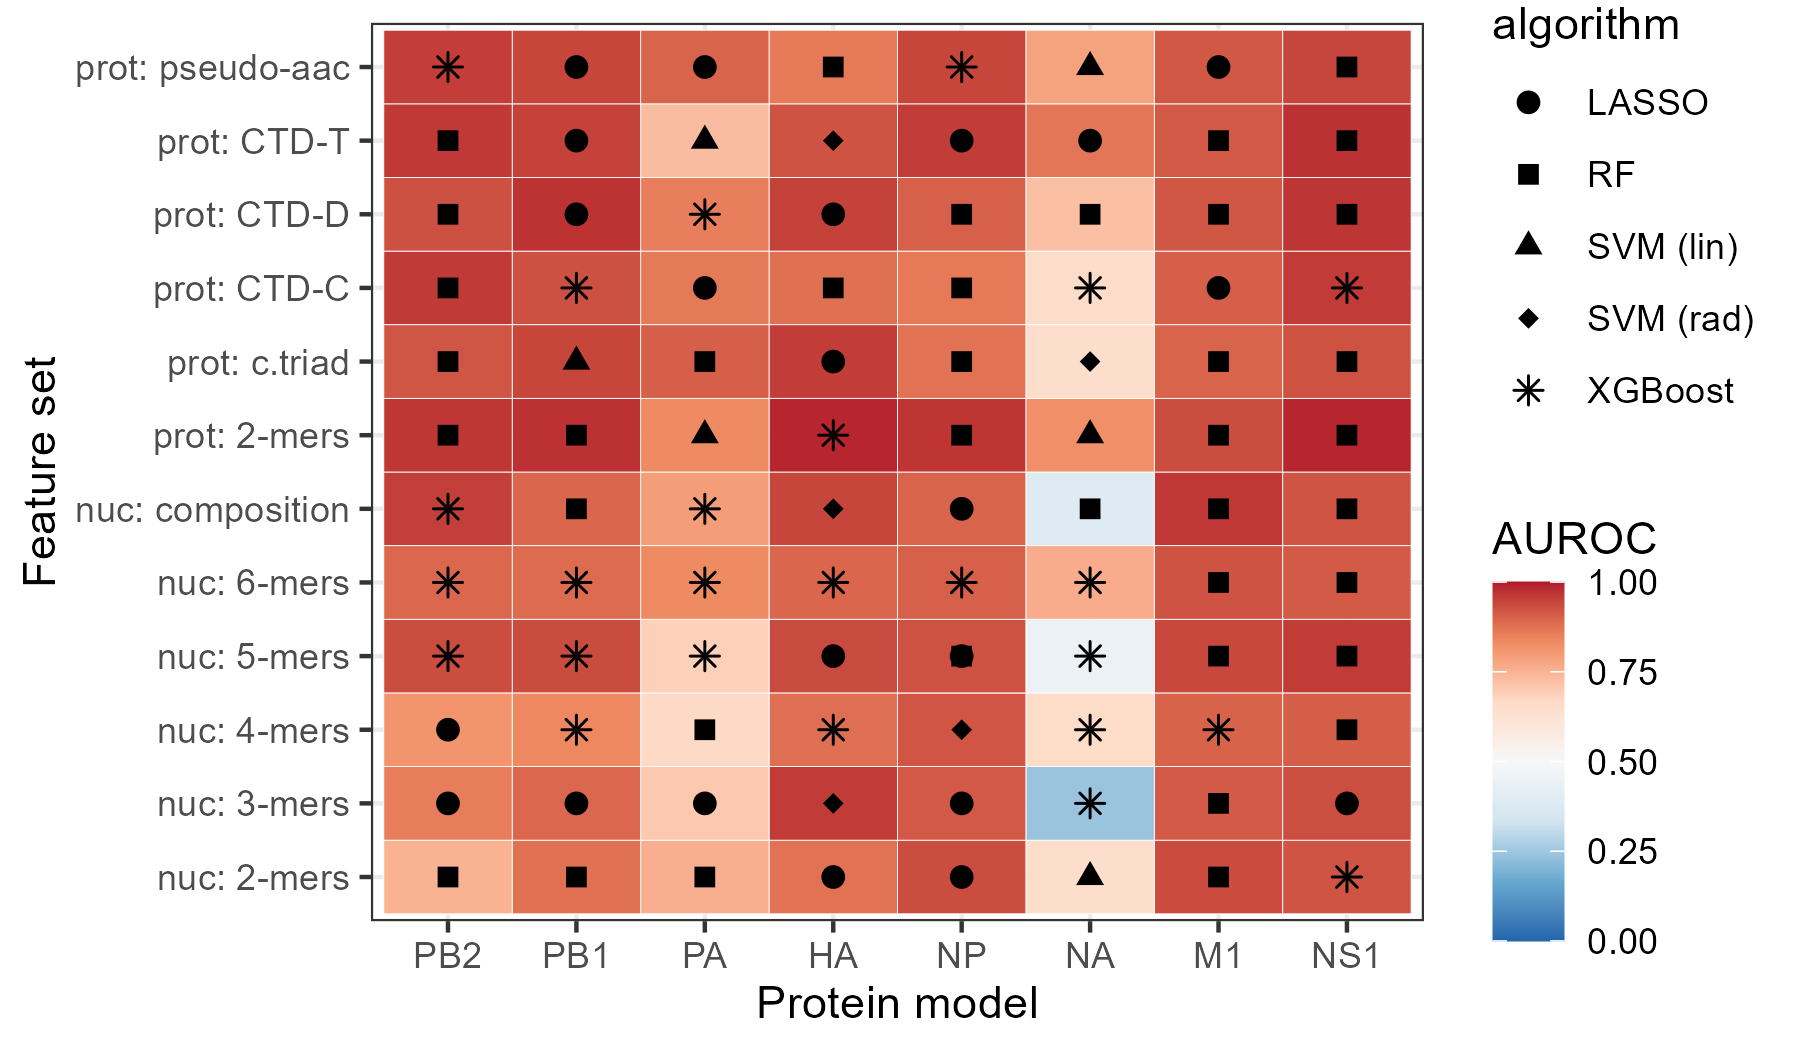 Feature set
prot: pseudo-aac
prot: CTD-T
prot: CTD-D
prot: CTD-C
prot: c.triad
prot: 2-mers
nuc: composition
nuc: 6-mers
nuc: 5-mers
nuc: 4-mers
nuc: 3-mers
nuc: 2-mers
PB2 PB1 PA HA NP NA M1 NS1
Protein model
algorithm
LASSO
RF
SVM (lin)
SVM (rad)
XGBoost
AUROC
1.00
0.75
0.50
0.25
0.00